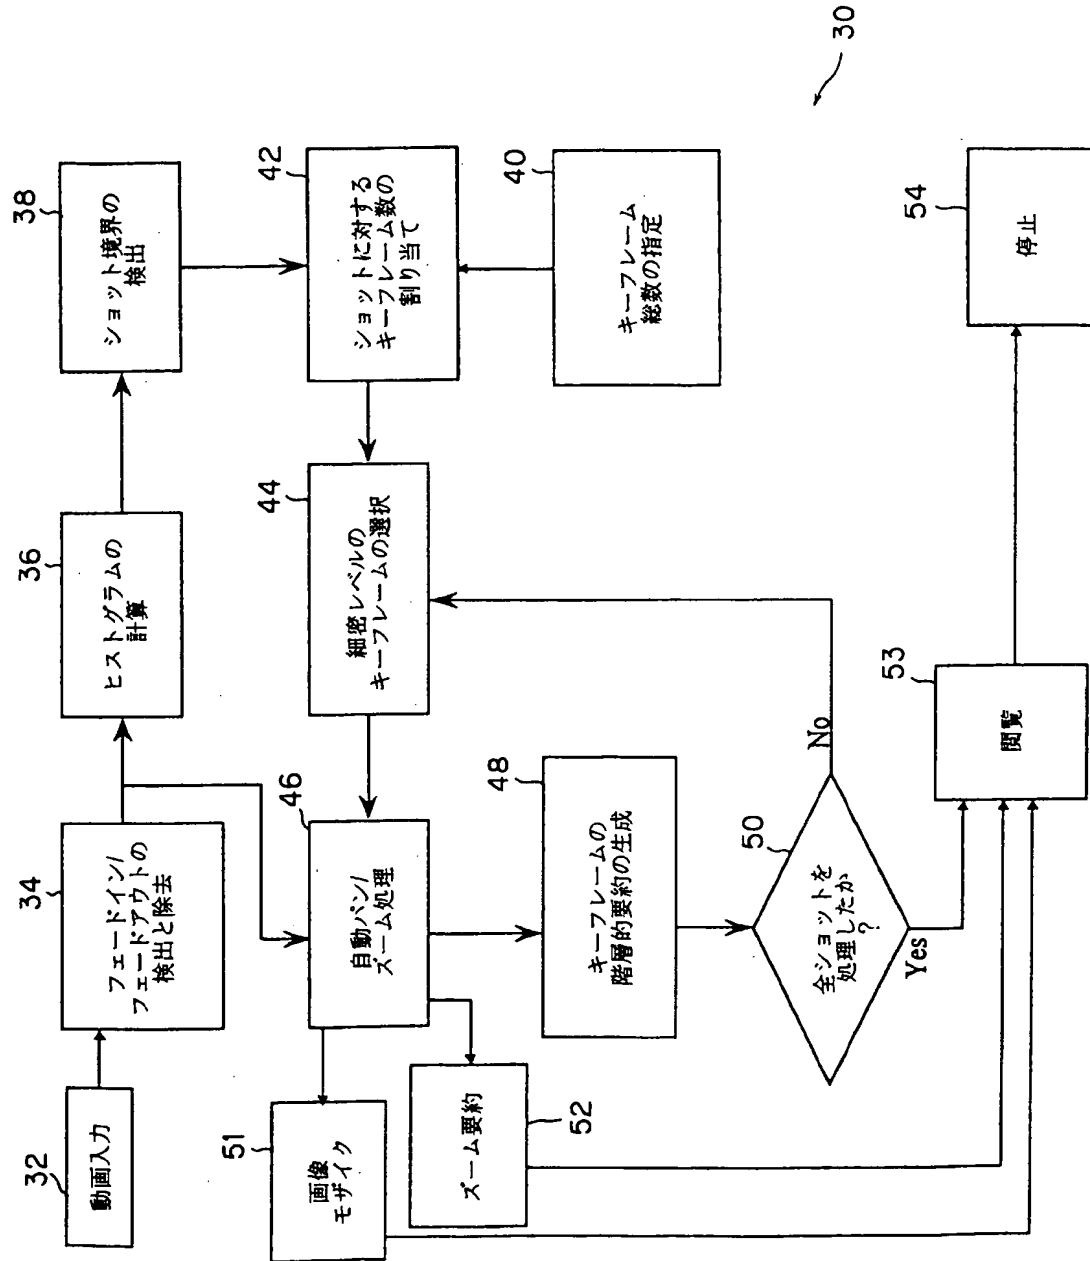 32
動画入力
34
フェードイン/
フェードアウトの
検出と除去
36
ヒストグラムの
計算
38
ショット境界の
検出
40
キーフレーム
総数の指定
42
ショットに対する
キーフレーム数の
割り当て
44
細密レベルの
キーフレームの選択
46
自動パン/
ズーム処理
48
キーフレームの
階層的要約の生成
50
全ショットを
処理したか
?
No
Yes
51
画像
モザイク
52
ズーム要約
53
閲覧
54
停止
30